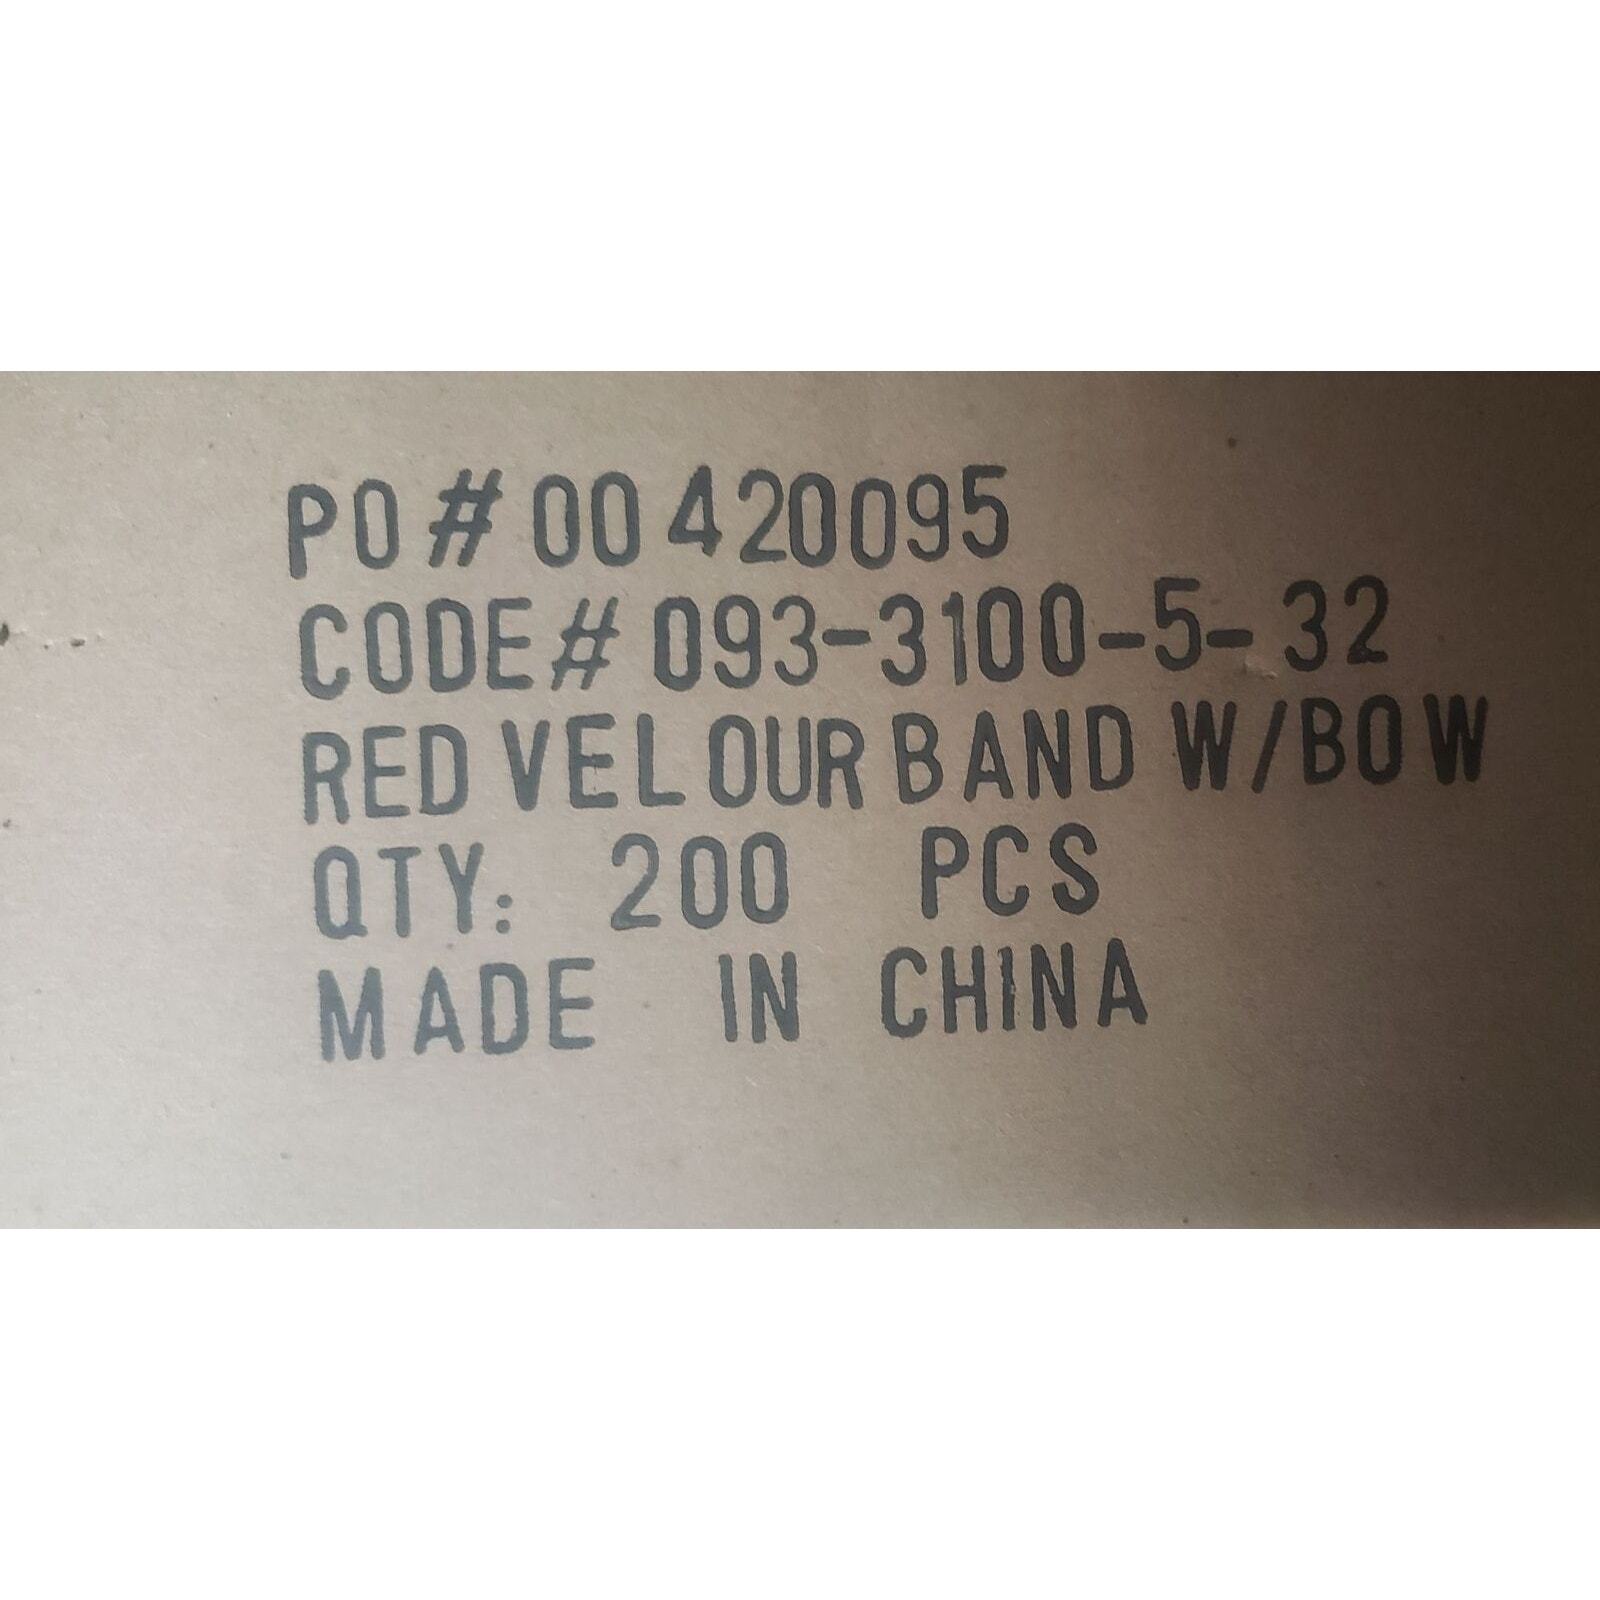 PO#00420095
CODE#093-3100-5-32
RED VELOUR BAND W/BOW
QTY: 200 PCS
MADE IN CHINA